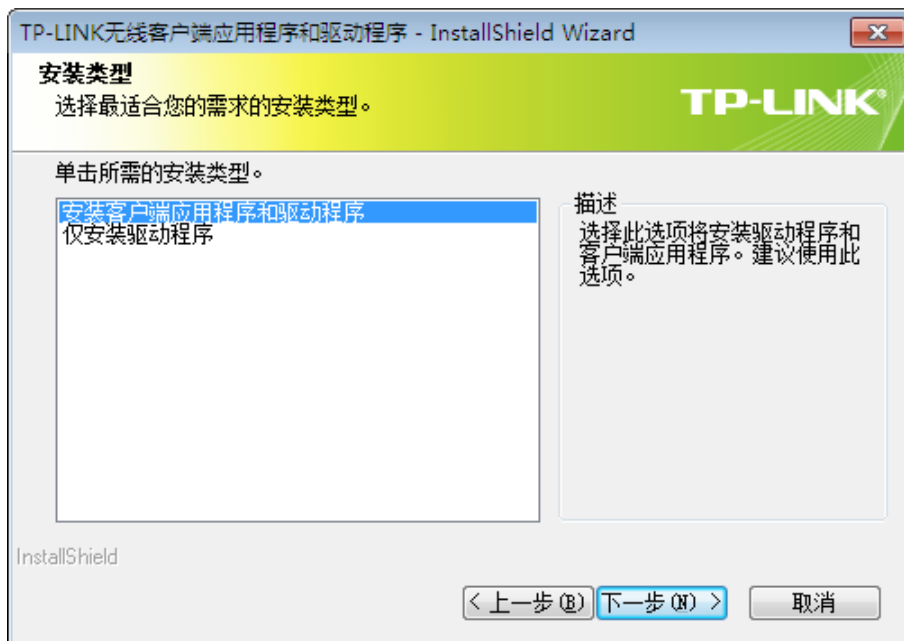 TP-LINK无线客户端应用程序和驱动程序 - InstallShield Wizard
安装类型
选择最适合您的需求的安装类型。
TP-LINK®
单击所需的安装类型。
安装客户端应用程序和驱动程序
仅安装驱动程序
描述
选择此选项将安装驱动程序和
客户端应用程序。建议使用此
选项。
InstallShield
< 上一步(B)
下一步(N) >
取消